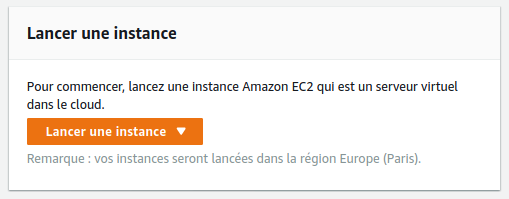 Lancer une instance
Pour commencer, lancez une instance Amazon EC2 qui est un serveur virtuel
dans le cloud.
Lancer une instance
Remarque : vos instances seront lancées dans la région Europe (Paris).